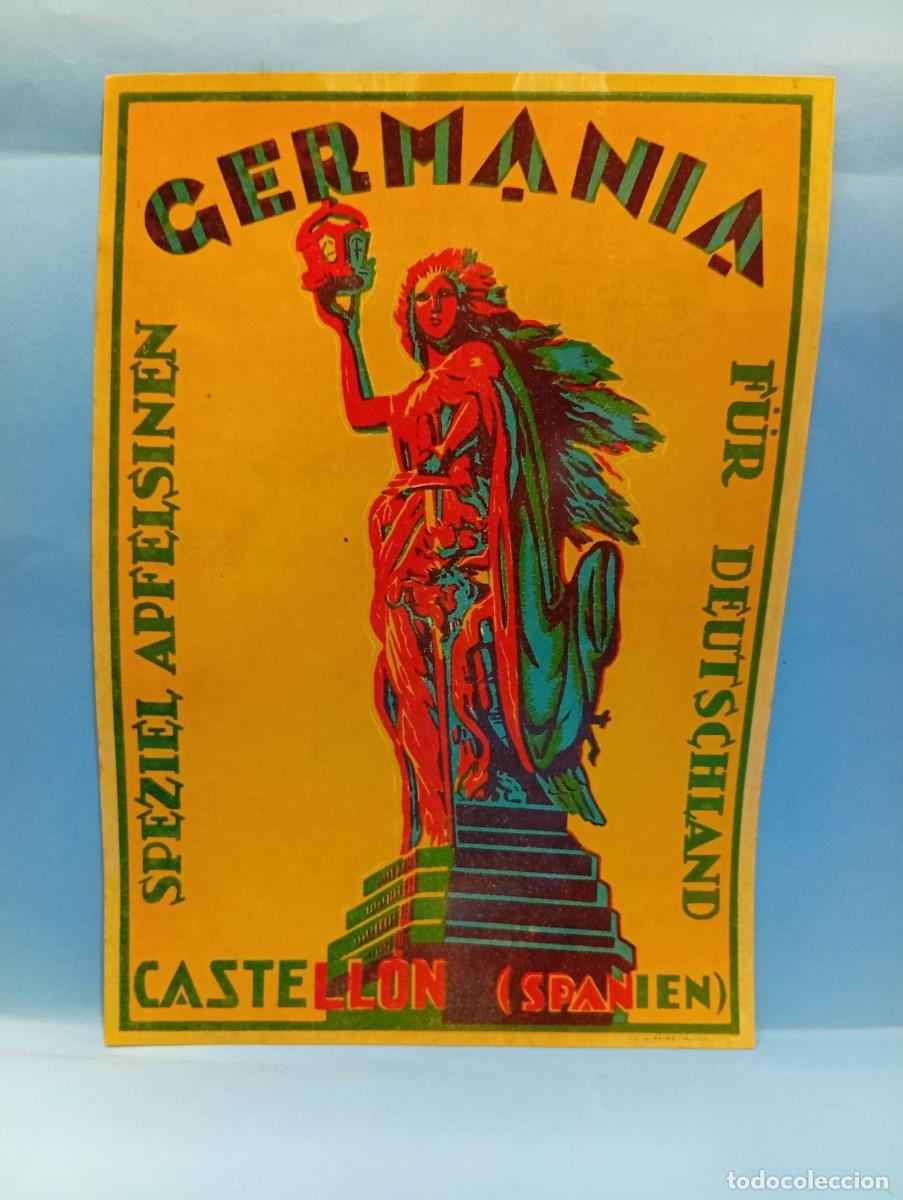 GERMANIA
SPEZIEL APFELSINEN
FÜR DEUTSCHLAND
CASTELLÓN (SPANIEN)
todocoleccion